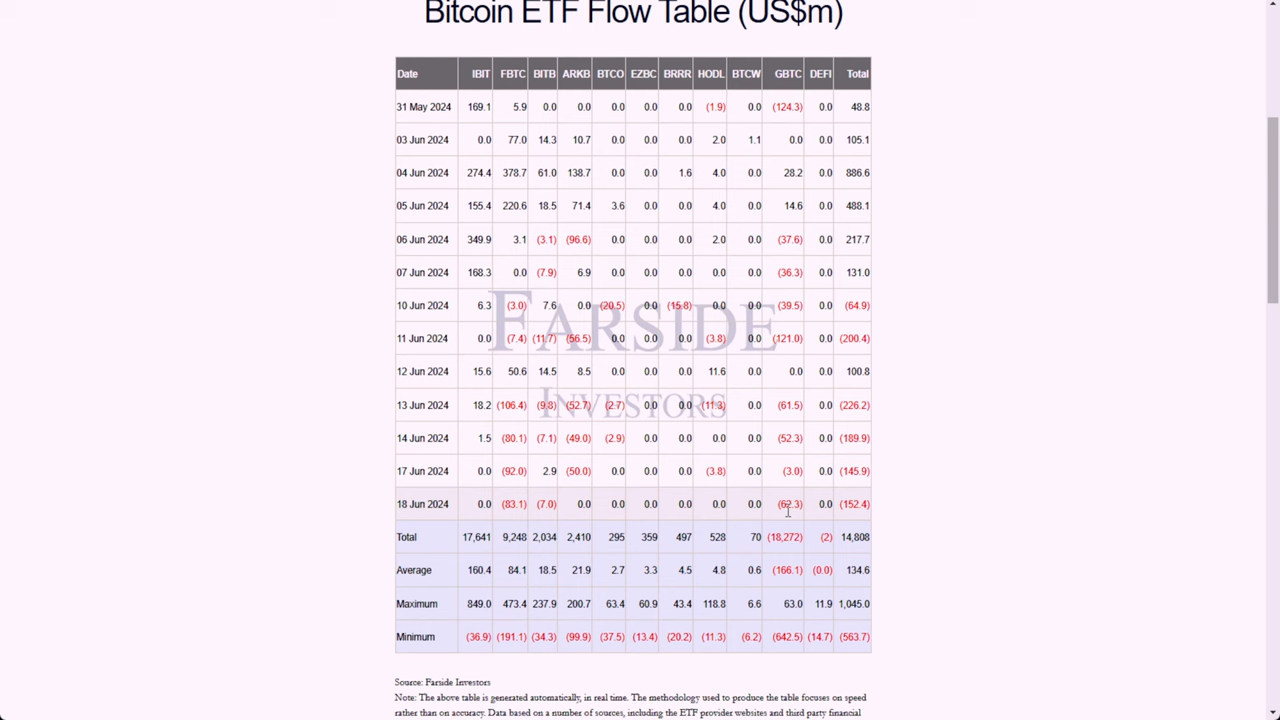 Bitcoin ETF Flow Table (US$m)
Date IBIT FBTC BITB ARKB BTCO EZBC BRRR HODL BTCW GBTC DEFI Total
31 May 2024 169.1 5.9 0.0 0.0 0.0 0.0 0.0 (1.9) 0.0 (124.3) 0.0 48.8
03 Jun 2024 0.0 77.0 14.3 10.7 0.0 0.0 0.0 2.0 1.1 0.0 0.0 105.1
04 Jun 2024 274.4 378.7 61.0 138.7 0.0 0.0 1.6 4.0 0.0 28.2 0.0 886.6
05 Jun 2024 155.4 220.6 18.5 71.4 3.6 0.0 0.0 4.0 0.0 14.6 0.0 488.1
06 Jun 2024 349.9 3.1 (3.1) (96.6) 0.0 0.0 0.0 2.0 0.0 (37.6) 0.0 217.7
07 Jun 2024 168.3 0.0 (7.9) 6.9 0.0 0.0 0.0 0.0 0.0 (36.3) 0.0 131.0
10 Jun 2024 6.3 (3.0) 7.6 0.0 (20.5) 0.0 (15.8) 0.0 0.0 (39.5) 0.0 (64.9)
FARSIDE
11 Jun 2024 0.0 (7.4) (11.7) (56.5) 0.0 0.0 0.0 (3.8) 0.0 (121.0) 0.0 (200.4)
12 Jun 2024 15.6 50.6 14.5 8.5 0.0 0.0 0.0 11.6 0.0 0.0 0.0 100.8
13 Jun 2024 18.2 (106.4) (9.8) (52.7) (2.7) 0.0 0.0 (11.3) 0.0 (61.5) 0.0 (226.2)
INVESTORS
14 Jun 2024 1.5 (80.1) (7.1) (49.0) (2.9) 0.0 0.0 0.0 0.0 (52.3) 0.0 (189.9)
17 Jun 2024 0.0 (92.0) 2.9 (50.0) 0.0 0.0 0.0 (3.8) 0.0 (3.0) 0.0 (145.9)
18 Jun 2024 0.0 (83.1) (7.0) 0.0 0.0 0.0 0.0 0.0 0.0 (62.3) 0.0 (152.4)
Total 17,641 9,248 2,034 2,410 295 359 497 528 70 (18,272) (2) 14,808
Average 160.4 84.1 18.5 21.9 2.7 3.3 4.5 4.8 0.6 (166.1) (0.0) 134.6
Maximum 849.0 473.4 237.9 200.7 63.4 60.9 43.4 118.8 6.6 63.0 11.9 1,045.0
Minimum (36.9) (191.1) (34.3) (99.9) (37.5) (13.4) (20.2) (11.3) (6.2) (642.5) (14.7) (563.7)
Source: Farside Investors
Note: The above table is generated automatically, in real time. The methodology used to produce the table focuses on speed
rather than on accuracy. Data based on a number of sources, including the ETF provider websites and third party financial